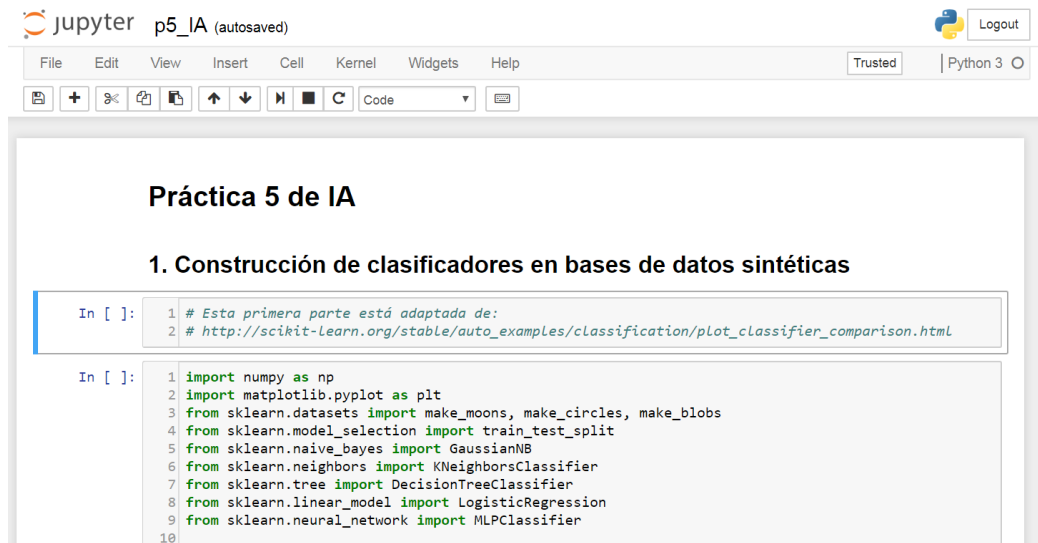 jupyter p5_IA (autosaved) Logout
File Edit View Insert Cell Kernel Widgets Help Trusted Python 3
Code
Práctica 5 de IA
1. Construcción de clasificadores en bases de datos sintéticas
In [ ]: 1 # Esta primera parte está adaptada de:
2 # http://scikit-learn.org/stable/auto_examples/classification/plot_classifier_comparison.html
In [ ]: 1 import numpy as np
2 import matplotlib.pyplot as plt
3 from sklearn.datasets import make_moons, make_circles, make_blobs
4 from sklearn.model_selection import train_test_split
5 from sklearn.naive_bayes import GaussianNB
6 from sklearn.neighbors import KNeighborsClassifier
7 from sklearn.tree import DecisionTreeClassifier
8 from sklearn.linear_model import LogisticRegression
9 from sklearn.neural_network import MLPClassifier
10